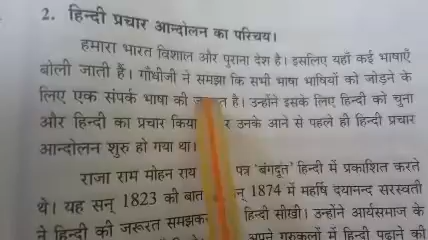 2. हिन्दी प्रचार आन्दोलन का परिचय।
हमारा भारत विशाल और पुराना देश है। इसलिए यहाँ कई भाषाएँ
बोली जाती हैं। गाँधीजी ने समझा कि सभी भाषा भाषियों को जोड़ने के
लिए एक संपर्क भाषा की है। उन्होंने इसके लिए हिन्दी को चुना
और हिन्दी का प्रचार किया उनके आने से पहले ही हिन्दी प्रचार
आन्दोलन शुरु हो गया था।
राजा राम मोहन राय पत्र 'बंगदूत' हिन्दी में प्रकाशित करते
थे। यह सन् 1823 की बात 1874 में महर्षि दयानन्द सरस्वती
ने हिन्दी की जरूरत समझकर हिन्दी सीखी। उन्होंने आर्यसमाज के
अपने गुरुकुलों में हिन्दी पढ़ाने की